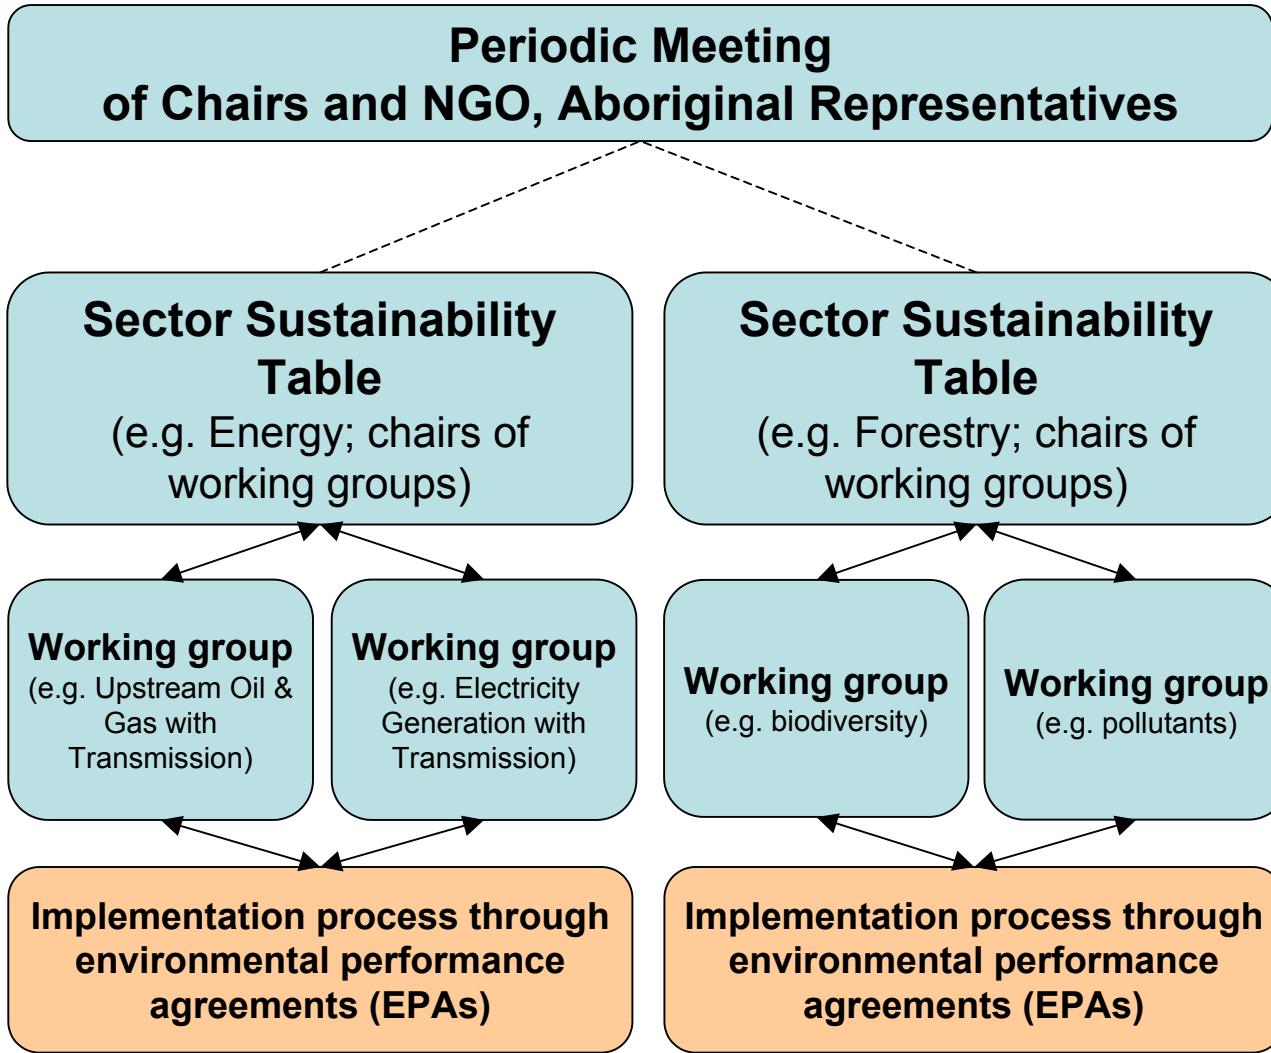 Periodic Meeting
of Chairs and NGO, Aboriginal Representatives
Sector Sustainability
Table
(e.g. Energy; chairs of
working groups)
Sector Sustainability
Table
(e.g. Forestry; chairs of
working groups)
Working group
(e.g. Upstream Oil &
Gas with
Transmission)
Working group
(e.g. Electricity
Generation with
Transmission)
Working group
(e.g. biodiversity)
Working group
(e.g. pollutants)
Implementation process through
environmental performance
agreements (EPAs)
Implementation process through
environmental performance
agreements (EPAs)